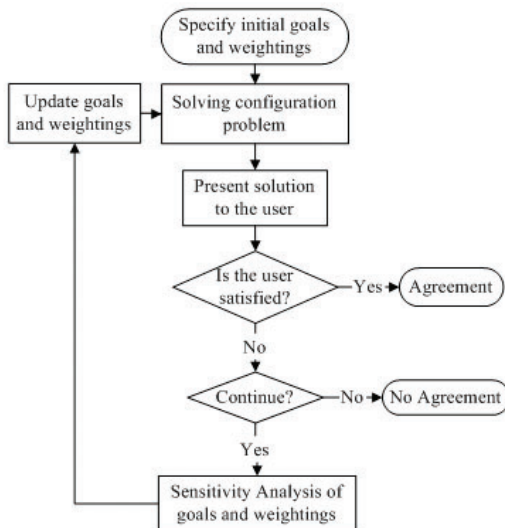 Specify initial goals
and weightings
Update goals
and weightings
Solving configuration
problem
Present solution
to the user
Is the user
satisfied?
Yes
Agreement
No
Continue?
No
No Agreement
Yes
Sensitivity Analysis of
goals and weightings